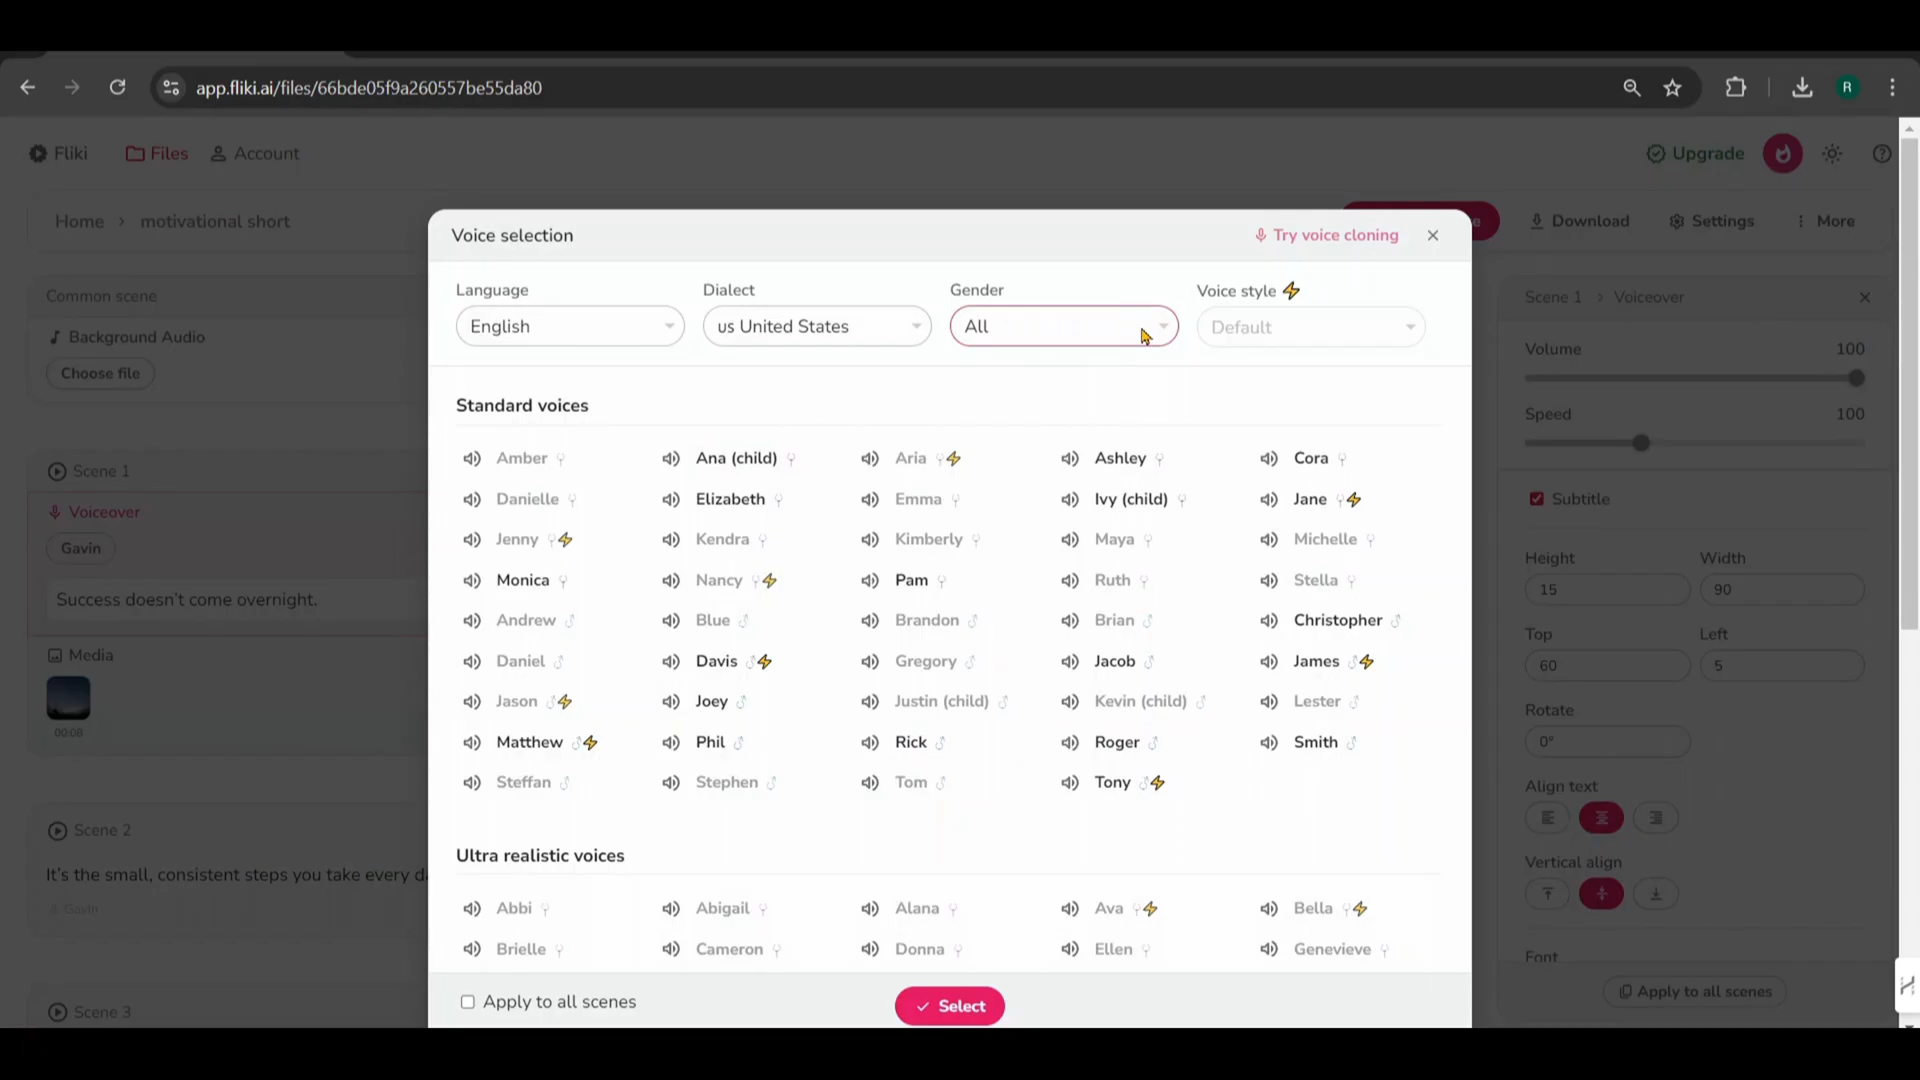 app.fliki.ai/files/66bde05f9a260557be55da80
R
Fliki
Files
Account
Upgrade
Home > motivational short
Download
Settings
More
Voice selection
Try voice cloning
Language
Dialect
Gender
Voice style
English
us United States
All
Default
Common scene
Background Audio
Choose file
Scene 1
Voiceover
Gavin
Success doesn't come overnight.
Media
00:08
Scene 2
It's the small, consistent steps you take every
Gavin
Scene 3
Standard voices
Amber Ana (child) Aria Ashley Cora
Danielle Elizabeth Emma Ivy (child) Jane
Jenny Kendra Kimberly Maya Michelle
Monica Nancy Pam Ruth Stella
Andrew Blue Brandon Brian Christopher
Daniel Davis Gregory Jacob James
Jason Joey Justin (child) Kevin (child) Lester
Matthew Phil Rick Roger Smith
Steffan Stephen Tom Tony
Ultra realistic voices
Abbi Abigail Alana Ava Bella
Brielle Cameron Donna Ellen Genevieve
Apply to all scenes
Select
Scene 1 > Voiceover
Volume 100
Speed 100
Subtitle
Height Width
15 90
Top Left
60 5
Rotate
0°
Align text
Vertical align
Font
Apply to all scenes